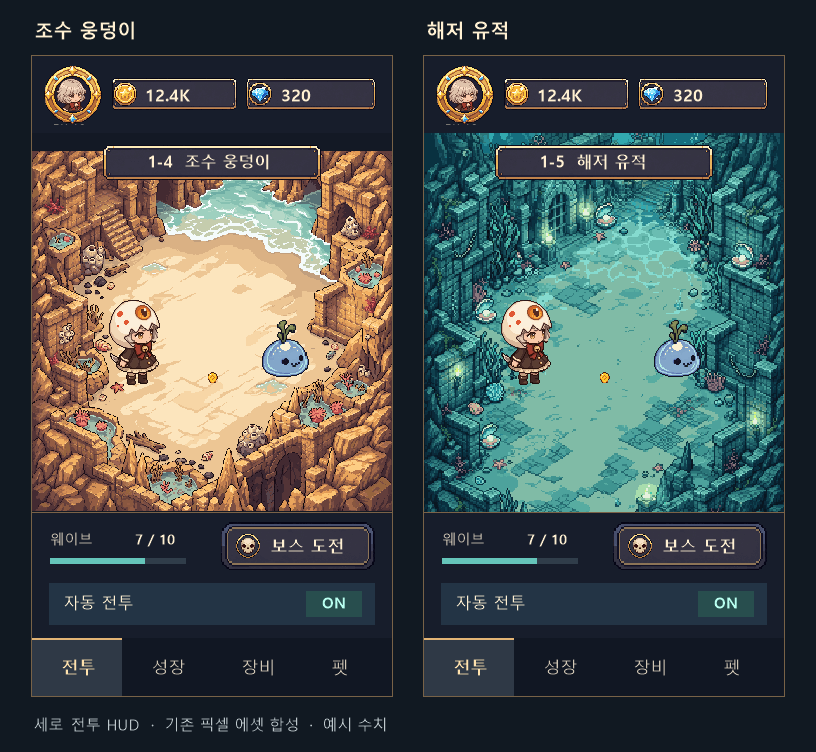 조수 웅덩이
12.4K
320
1-4 조수 웅덩이
웨이브 7 / 10
보스 도전
자동 전투 ON
전투 성장 장비 펫
해저 유적
12.4K
320
1-5 해저 유적
웨이브 7 / 10
보스 도전
자동 전투 ON
전투 성장 장비 펫
세로 전투 HUD · 기존 픽셀 에셋 합성 · 예시 수치